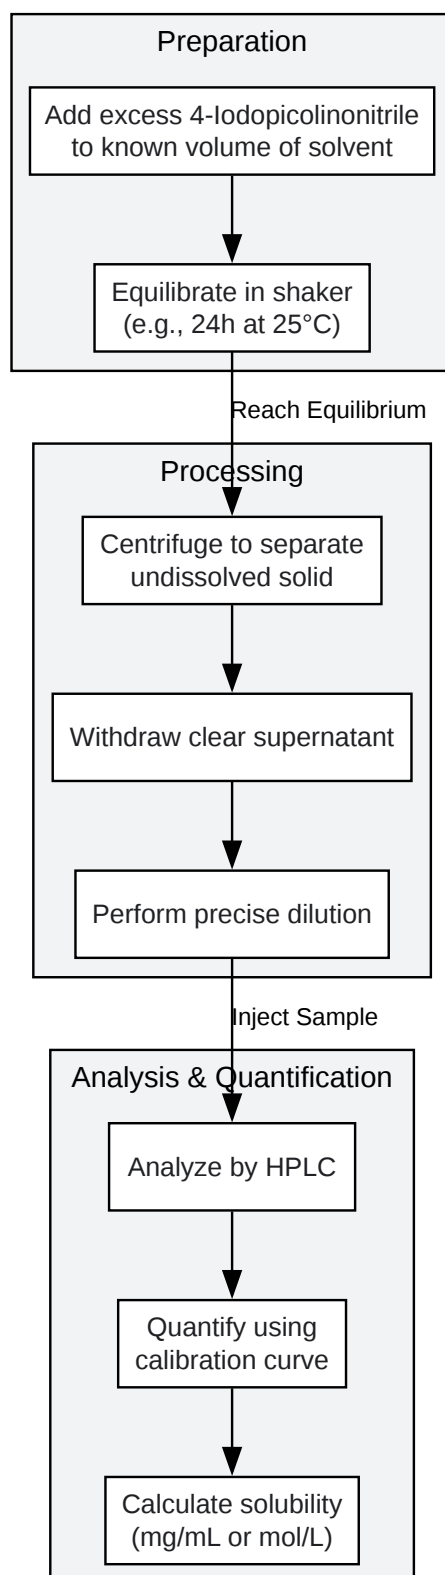 Preparation
Add excess 4-Iodopicolinonitrile
to known volume of solvent
Equilibrate in shaker
(e.g., 24h at 25°C)
Reach Equilibrium
Processing
Centrifuge to separate
undissolved solid
Withdraw clear supernatant
Perform precise dilution
Inject Sample
Analysis & Quantification
Analyze by HPLC
Quantify using
calibration curve
Calculate solubility
(mg/mL or mol/L)